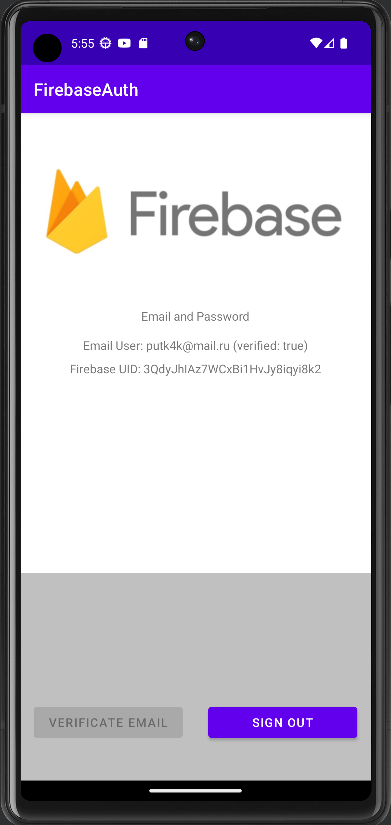 5:55
FirebaseAuth
Firebase
Email and Password
Email User: putk4k@mail.ru (verified: true)
Firebase UID: 3QdyJhIAz7WCxBi1HvJy8iqyi8k2
VERIFICATE EMAIL
SIGN OUT